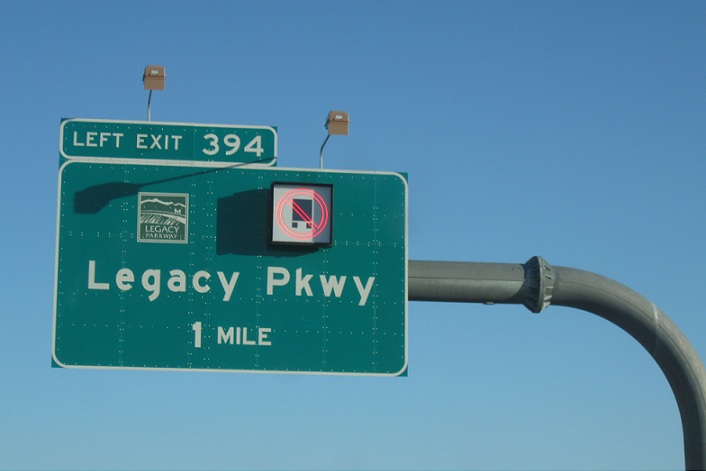 LEFT EXIT 394
LEGACY
PARKWAY
Legacy Pkwy
1 MILE